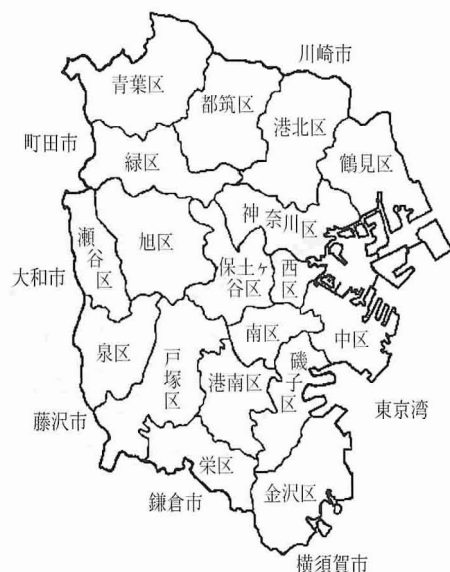 川崎市
青葉区
都筑区
港北区
町田市
緑区
鶴見区
神奈川区
瀬谷区
旭区
保土ヶ
谷区
西区
大和市
泉区
戸塚区
南区
中区
磯子区
港南区
東京湾
藤沢市
栄区
金沢区
鎌倉市
横須賀市